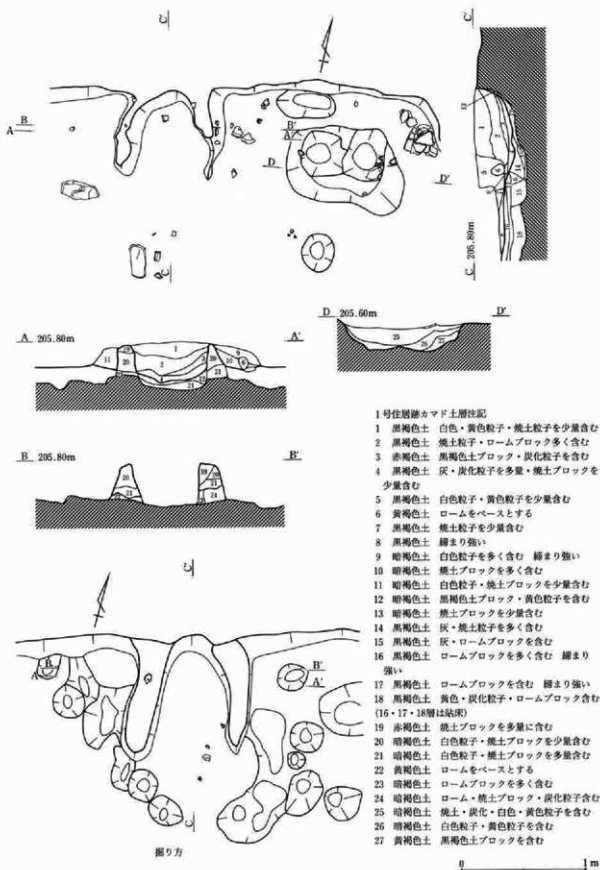 C'
C'
B
A
B'
A'
D
D'
C
C 205.80m
A 205.80m
A'
D 205.60m
D'
B 205.80m
B'
C'
B
A
B'
A'
C
掘り方
1号住居跡カマド土層注記
1 黒褐色土 白色・黄色粒子・焼土粒子を少量含む
2 黒褐色土 焼土粒子・ロームブロック多く含む
3 赤褐色土 黒褐色土ブロック・炭化粒子を含む
4 黒褐色土 灰・炭化粒子を多量・焼土ブロックを
少量含む
5 黒褐色土 白色粒子・黄色粒子を少量含む
6 黄褐色土 ロームをベースとする
7 黒褐色土 焼土粒子を少量含む
8 黒褐色土 締まり強い
9 暗褐色土 白色粒子を多く含む 締まり強い
10 暗褐色土 焼土ブロックを多く含む
11 暗褐色土 白色粒子・焼土ブロックを少量含む
12 暗褐色土 黒褐色土ブロック・黄色粒子を含む
13 暗褐色土 焼土ブロックを少量含む
14 黒褐色土 灰・焼土粒子を多く含む
15 黒褐色土 灰・ロームブロックを含む
16 黒褐色土 ロームブロックを多く含む 締まり
強い
17 黒褐色土 ロームブロックを含む 締まり強い
18 黒褐色土 黄色・炭化粒子・ロームブロック含む
(16・17・18層は貼床)
19 赤褐色土 焼土ブロックを多量に含む
20 暗褐色土 白色粒子・焼土ブロックを少量含む
21 暗褐色土 白色粒子・焼土ブロックを多量含む
22 黄褐色土 ロームをベースとする
23 暗褐色土 ロームブロックを多く含む
24 暗褐色土 ローム・焼土ブロック・炭化粒子含む
25 暗褐色土 焼土・炭化・白色・黄色粒子を含む
26 暗褐色土 白色粒子・黄色粒子を含む
27 黄褐色土 黒褐色土ブロックを含む
0 1m